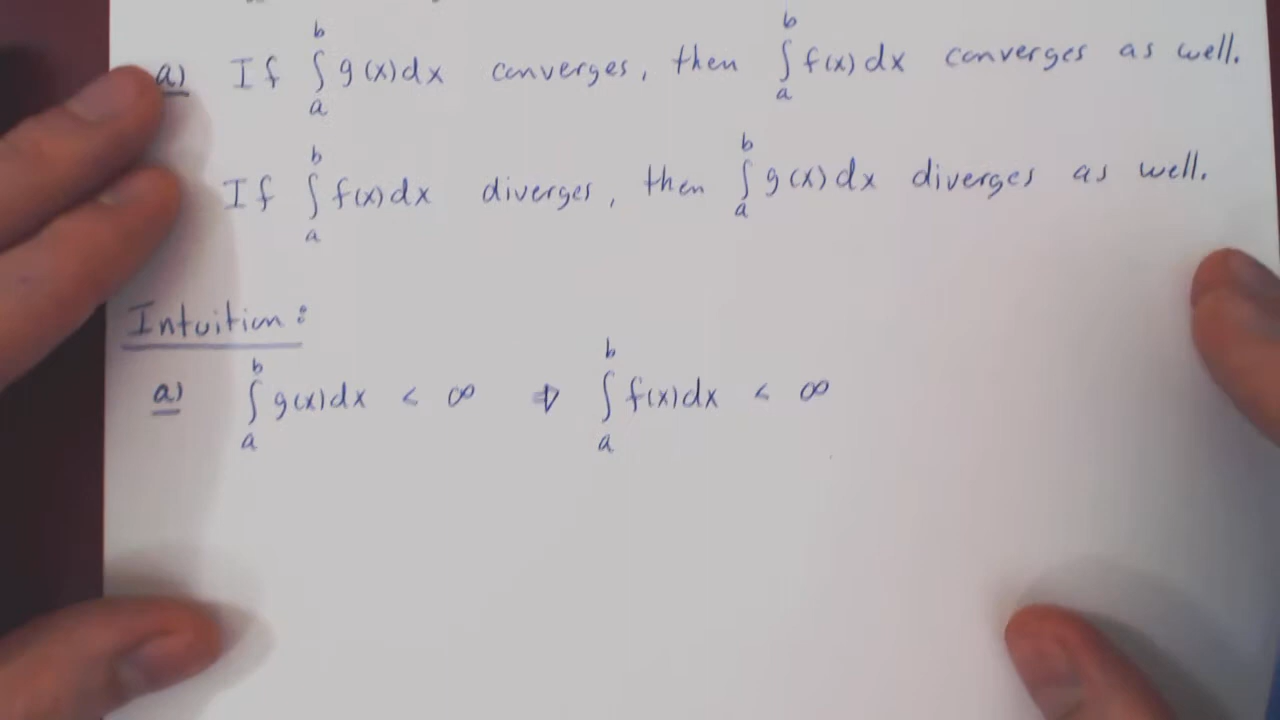 a) If ∫_a^b g(x)dx converges, then ∫_a^b f(x)dx converges as well.
If ∫_a^b f(x)dx diverges, then ∫_a^b g(x)dx diverges as well.
Intuition:
a) ∫_a^b g(x)dx < ∞ ⇒ ∫_a^b f(x)dx < ∞